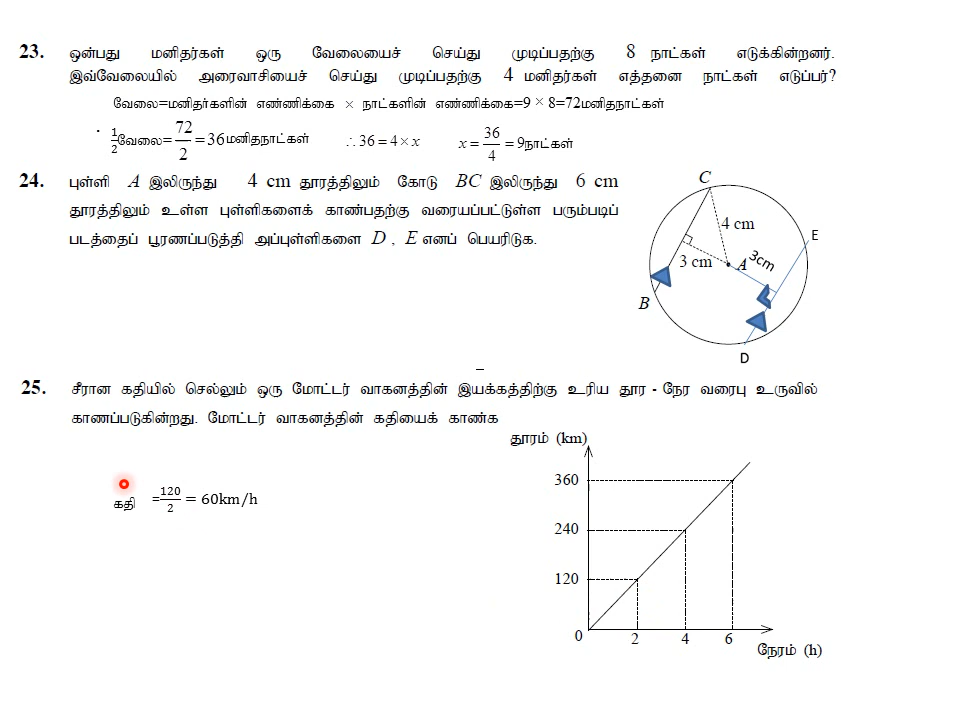 23. ஒன்பது மனிதர்கள் ஒரு வேலையைச் செய்து முடிப்பதற்கு 8 நாட்கள் எடுக்கின்றனர்.
இவ்வேலையில் அரைவாசியைச் செய்து முடிப்பதற்கு 4 மனிதர்கள் எத்தனை நாட்கள் எடுப்பர்?
வேலை=மனிதர்களின் எண்ணிக்கை × நாட்களின் எண்ணிக்கை=9 × 8=72மனிதநாட்கள்
1/2 வேலை= 72/2 = 36மனிதநாட்கள் ∴36 = 4 × x x = 36/4 = 9நாட்கள்
24. புள்ளி A இலிருந்து 4 cm தூரத்திலும் கோடு BC இலிருந்து 6 cm
தூரத்திலும் உள்ள புள்ளிகளைக் காண்பதற்கு வரையப்பட்டுள்ள பரும்படிப்
படத்தைப் பூரணப்படுத்தி அப்புள்ளிகளை D , E எனப் பெயரிடுக.
C
4 cm
E
3 cm A 3cm
B
D
25. சீரான கதியில் செல்லும் ஒரு மோட்டர் வாகனத்தின் இயக்கத்திற்கு உரிய தூர - நேர வரைபு உருவில்
காணப்படுகின்றது. மோட்டர் வாகனத்தின் கதியைக் காண்க
தூரம் (km)
360
கதி =120/2 = 60km/h
240
120
0 2 4 6
நேரம் (h)